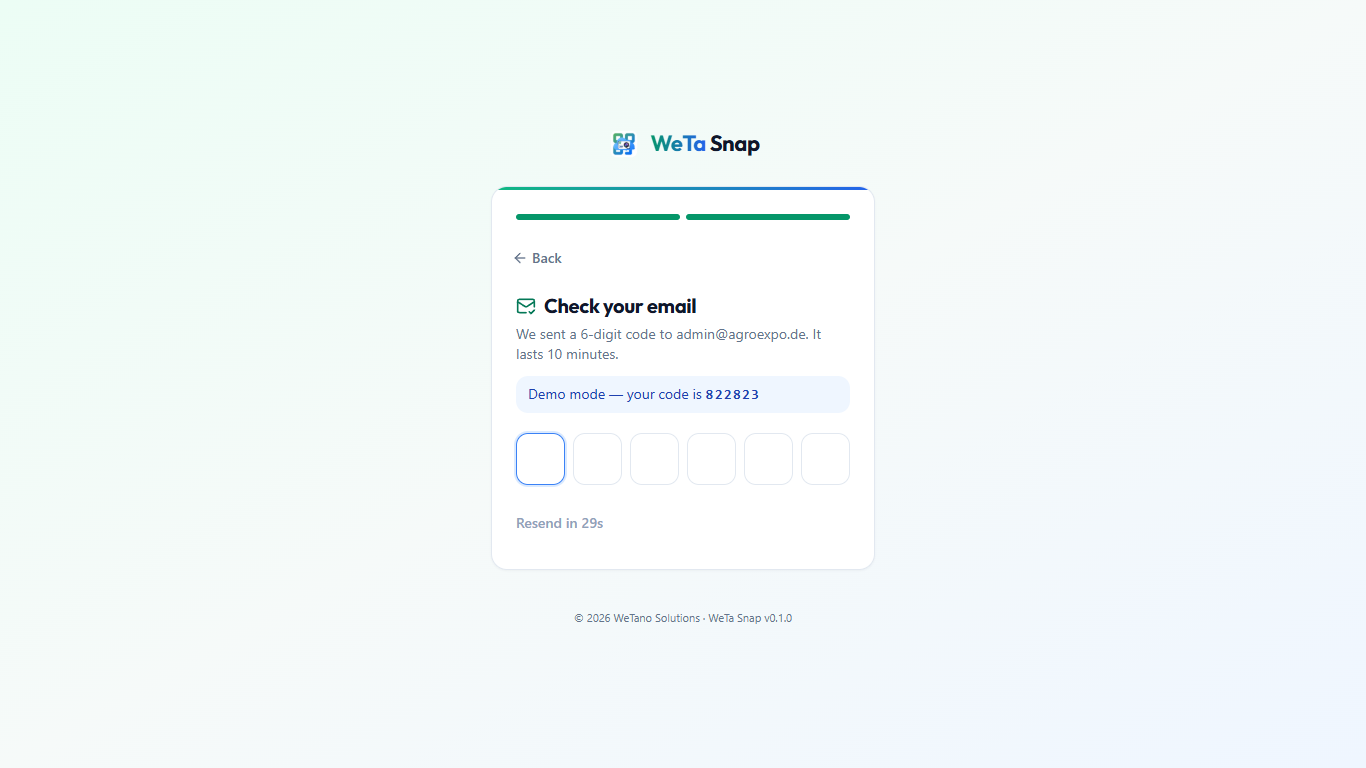 WeTa Snap
Back
Check your email
We sent a 6-digit code to admin@agroexpo.de. It
lasts 10 minutes.
Demo mode — your code is 822823
Resend in 29s
© 2026 WeTano Solutions · WeTa Snap v0.1.0